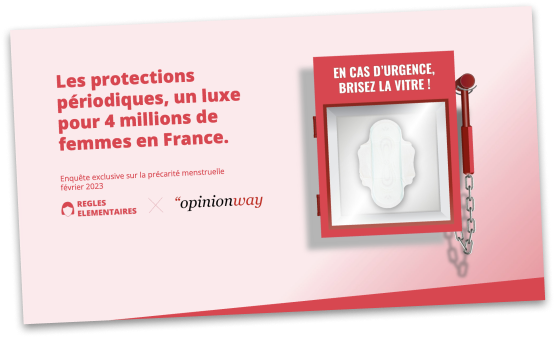 Les protections
périodiques, un luxe
pour 4 millions de
femmes en France.
Enquête exclusive sur la précarité menstruelle
février 2023
REGLES
ELEMENTAIRES
“opinionway
EN CAS D’URGENCE,
BRISEZ LA VITRE !